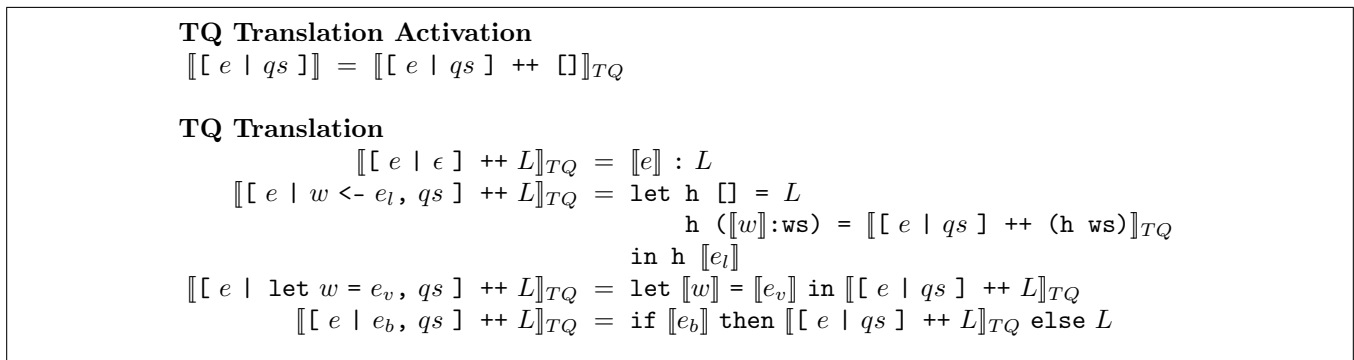 TQ Translation Activation
⟦[ e | qs ]⟧ = ⟦[ e | qs ] ++ []⟧TQ
TQ Translation
⟦[ e | ϵ ] ++ L⟧TQ = ⟦e⟧ : L
⟦[ e | w <- el, qs ] ++ L⟧TQ = let h [] = L
h (⟦w⟧:ws) = ⟦[ e | qs ] ++ (h ws)⟧TQ
in h ⟦el⟧
⟦[ e | let w = ev, qs ] ++ L⟧TQ = let ⟦w⟧ = ⟦ev⟧ in ⟦[ e | qs ] ++ L⟧TQ
⟦[ e | eb, qs ] ++ L⟧TQ = if ⟦eb⟧ then ⟦[ e | qs ] ++ L⟧TQ else L